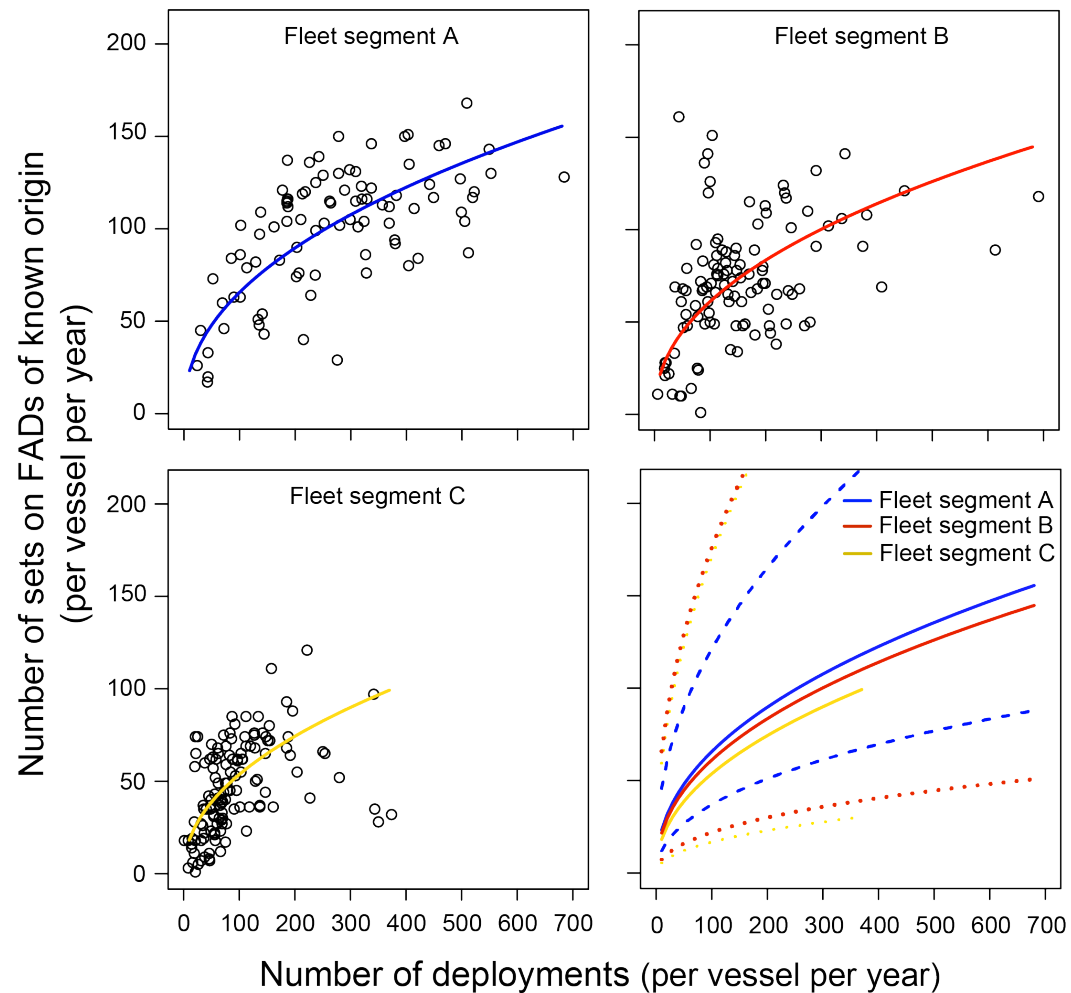 Fleet segment A
Fleet segment B
200
150
100
50
0
Fleet segment C
200
150
100
50
0
Fleet segment A
Fleet segment B
Fleet segment C
0 100 200 300 400 500 600 700
0 100 200 300 400 500 600 700
Number of sets on FADs of known origin
(per vessel per year)
Number of deployments (per vessel per year)